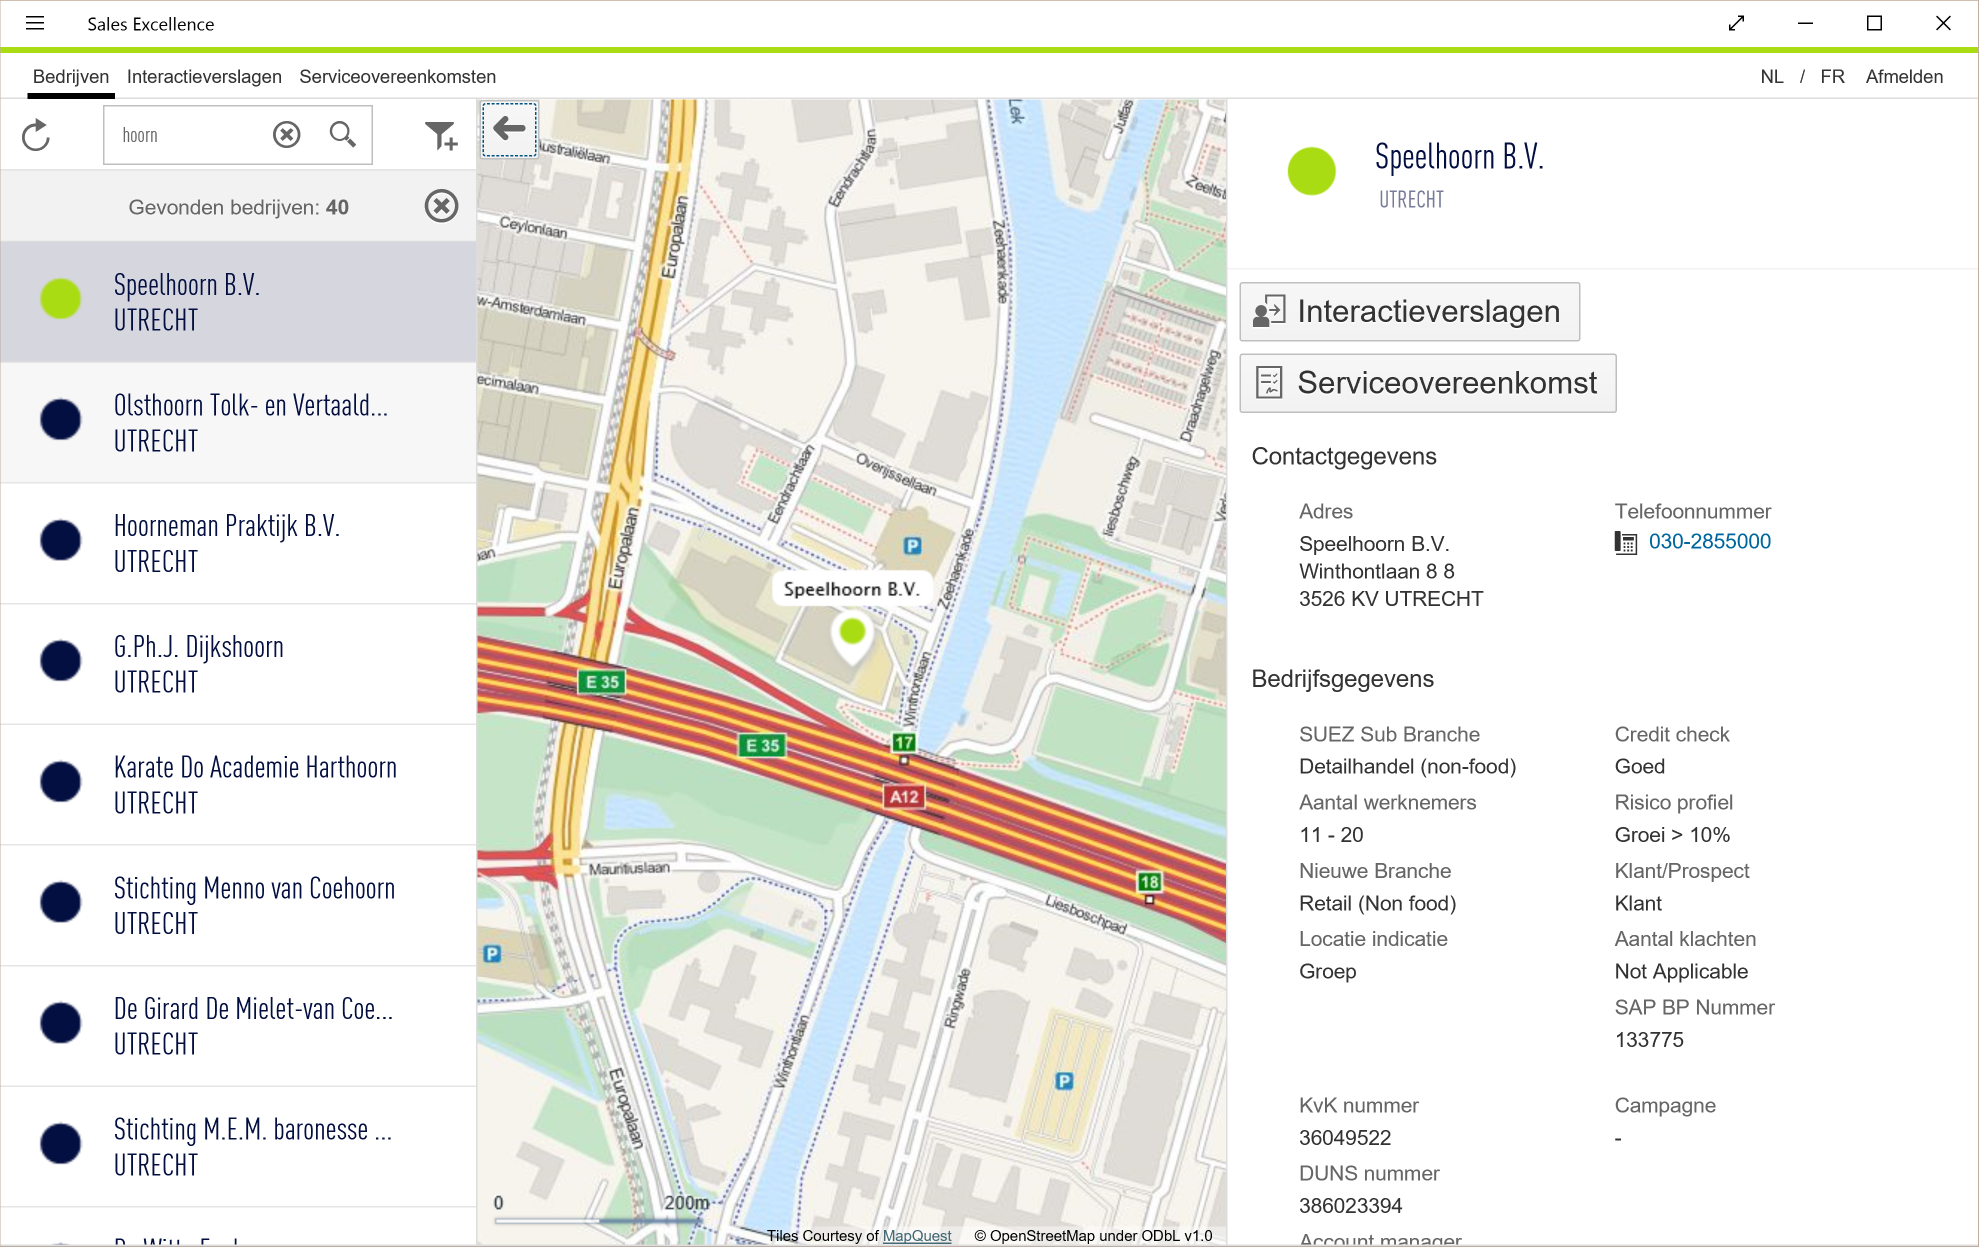 Sales Excellence
Bedrijven Interactieverslagen Serviceovereenkomsten
NL / FR Afmelden
hoorn
Gevonden bedrijven: 40
Speelhoorn B.V.
UTRECHT
Olsthoorn Tolk- en Vertaald...
UTRECHT
Hoorneman Praktijk B.V.
UTRECHT
G.Ph.J. Dijkshoorn
UTRECHT
Karate Do Academie Harthoorn
UTRECHT
Stichting Menno van Coehoorn
UTRECHT
De Girard De Mielet-van Coe...
UTRECHT
Stichting M.E.M. baronesse ...
UTRECHT
Lek
Eendrachtlaan
Ceylonlaan
Europalaan
Zeehaenkade
w-Amsterdamlaan
ecimalaan
Draadnagelweg
Overijssellaan
Eendrachtlaan
liesboschweg
Europalaan
Zeehaenkade
P
Speelhoorn B.V.
Winthontlaan
E 35
E 35
17
A12
Mauritiuslaan
18
Liesboschpad
P
Ringwade
Winthontlaan
P
Europalaan
0 200m
Tiles Courtesy of MapQuest © OpenStreetMap under ODbL v1.0
Speelhoorn B.V.
UTRECHT
Interactieverslagen
Serviceovereenkomst
Contactgegevens
Adres
Speelhoorn B.V.
Winthontlaan 8 8
3526 KV UTRECHT
Telefoonnummer
030-2855000
Bedrijfsgegevens
SUEZ Sub Branche
Detailhandel (non-food)
Credit check
Goed
Aantal werknemers
11 - 20
Risico profiel
Groei > 10%
Nieuwe Branche
Retail (Non food)
Klant/Prospect
Klant
Locatie indicatie
Groep
Aantal klachten
Not Applicable
SAP BP Nummer
133775
KvK nummer
36049522
Campagne
-
DUNS nummer
386023394
Account manager